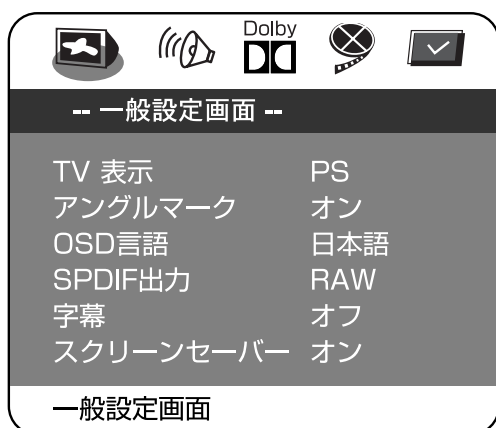 Dolby
-- 一般設定画面 --
TV 表示 PS
アングルマーク オン
OSD言語 日本語
SPDIF出力 RAW
字幕 オフ
スクリーンセーバー オン
一般設定画面